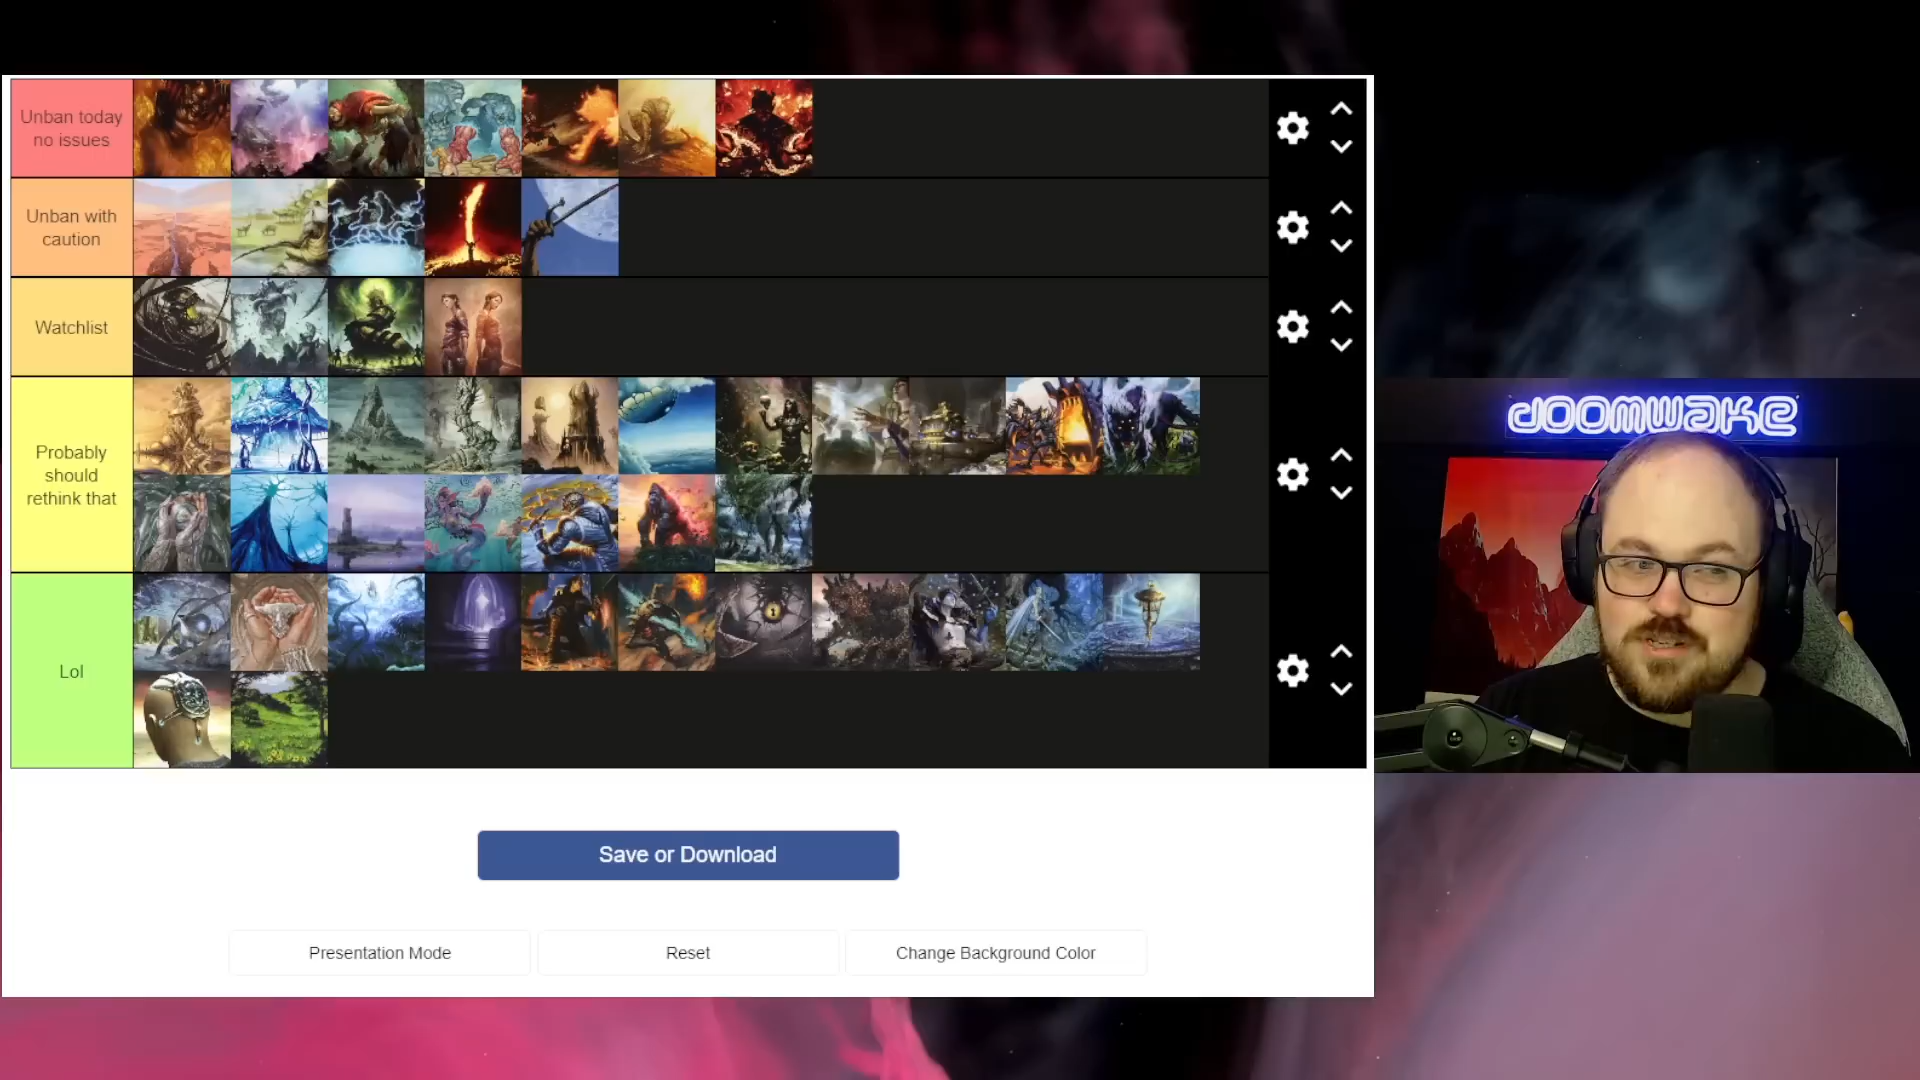 Unban today
no issues
Unban with
caution
Watchlist
Probably
should
rethink that
Lol
doomwake
Save or Download
Presentation Mode
Reset
Change Background Color